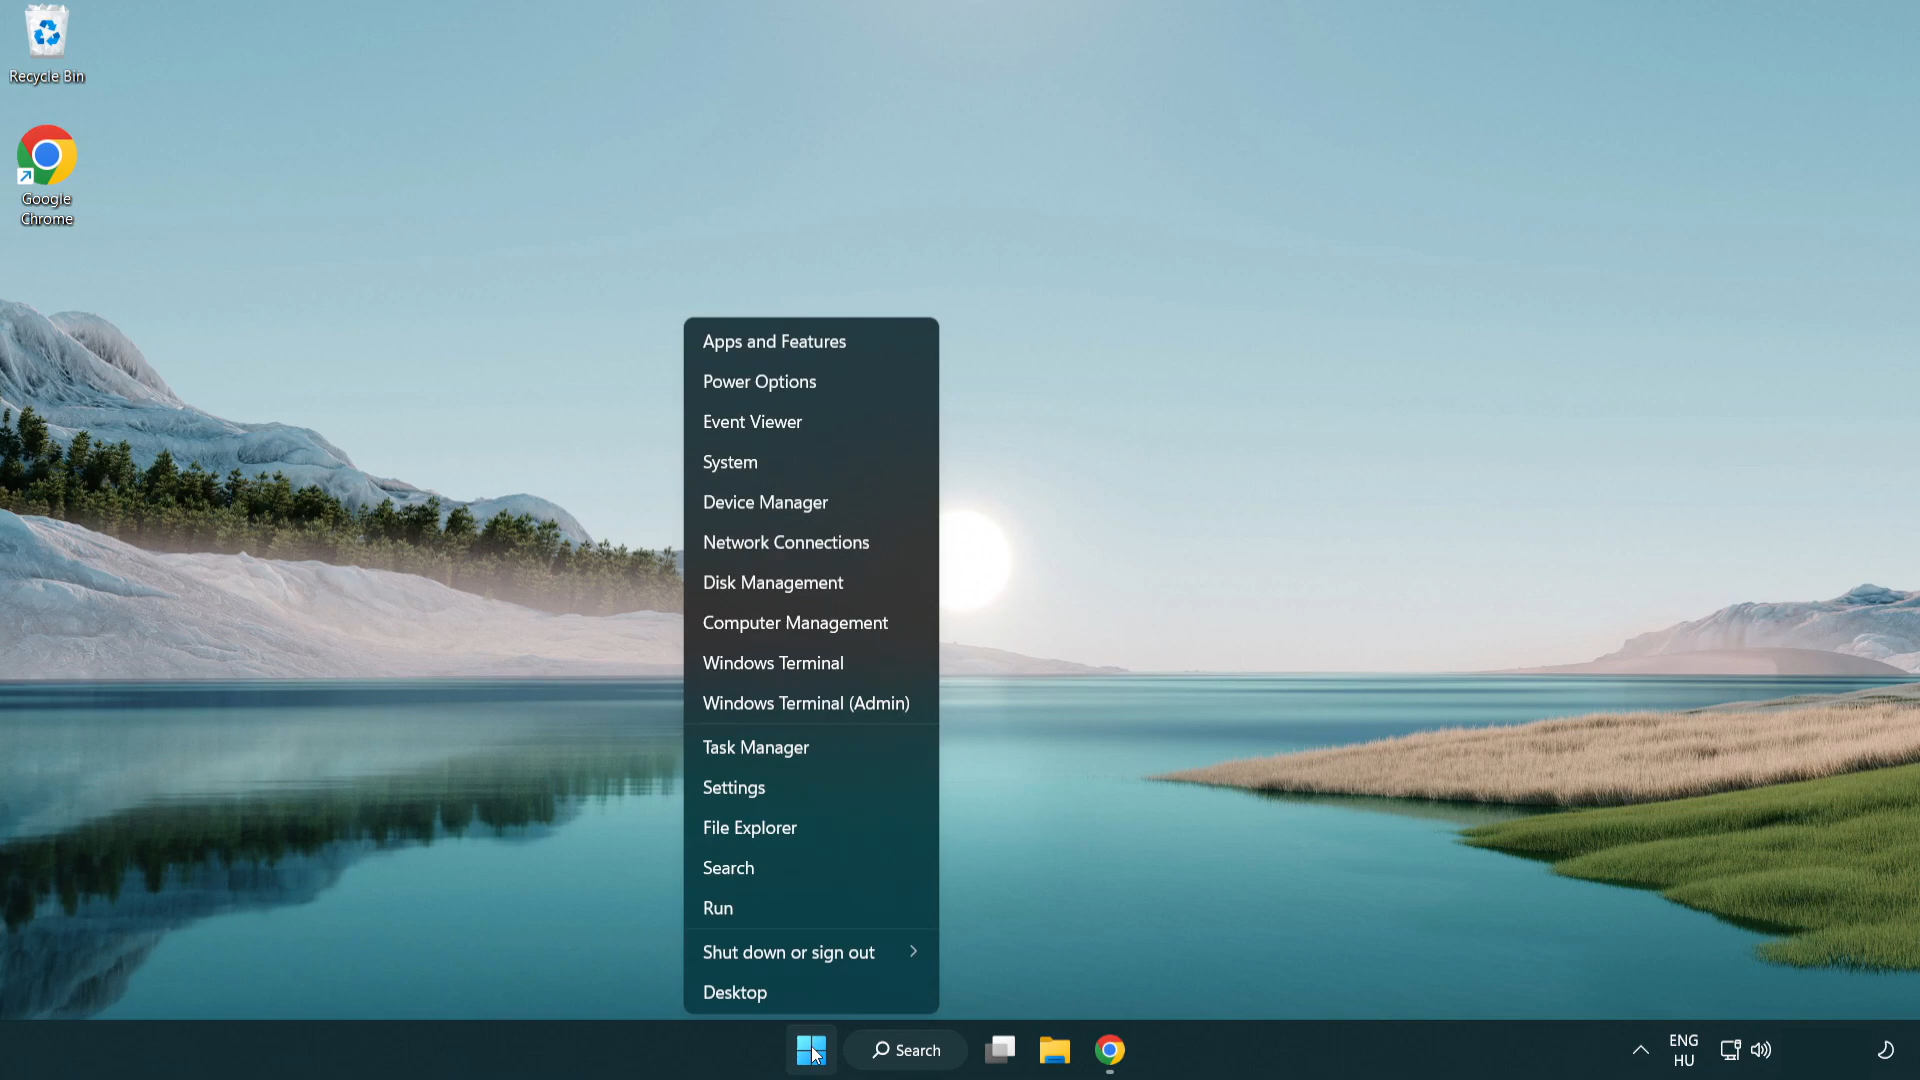 Recycle Bin
Google
Chrome
Apps and Features
Power Options
Event Viewer
System
Device Manager
Network Connections
Disk Management
Computer Management
Windows Terminal
Windows Terminal (Admin)
Task Manager
Settings
File Explorer
Search
Run
Shut down or sign out
Desktop
Search
ENG
HU